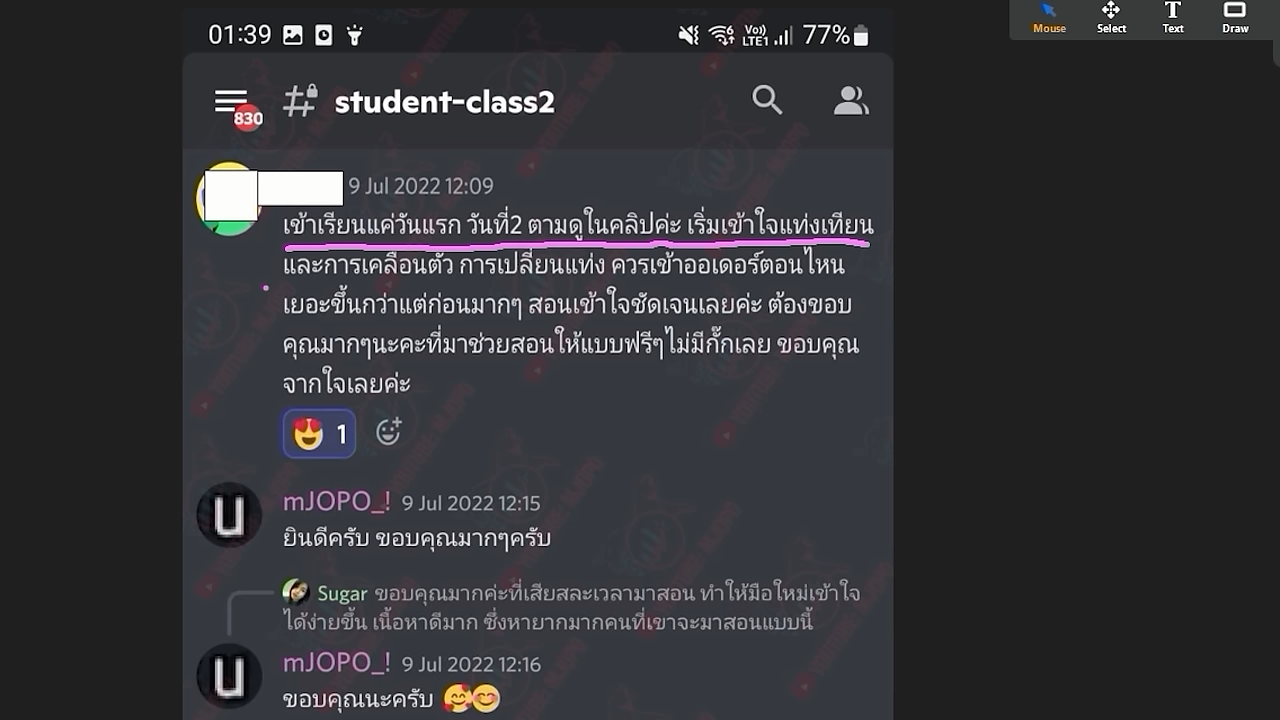 01:39 Vo)) LTE1 77%
Mouse Select Text Draw
830 # student-class2
9 Jul 2022 12:09
เข้าเรียนแค่วันแรก วันที่2 ตามดูในคลิปค่ะ เริ่มเข้าใจแท่งเทียน
และการเคลื่อนตัว การเปลี่ยนแท่ง ควรเข้าออเดอร์ตอนไหน
เยอะขึ้นกว่าแต่ก่อนมากๆ สอนเข้าใจชัดเจนเลยค่ะ ต้องขอบ
คุณมากๆนะคะที่มาช่วยสอนให้แบบฟรีๆไม่มีกั๊กเลย ขอบคุณ
จากใจเลยค่ะ
😍 1
mJOPO_! 9 Jul 2022 12:15
ยินดีครับ ขอบคุณมากๆครับ
Sugar ขอบคุณมากค่ะที่เสียสละเวลามาสอน ทำให้มือใหม่เข้าใจ
ได้ง่ายขึ้น เนื้อหาดีมาก ซึ่งหายากมากคนที่เขาจะมาสอนแบบนี้
mJOPO_! 9 Jul 2022 12:16
ขอบคุณนะครับ 🥰😊